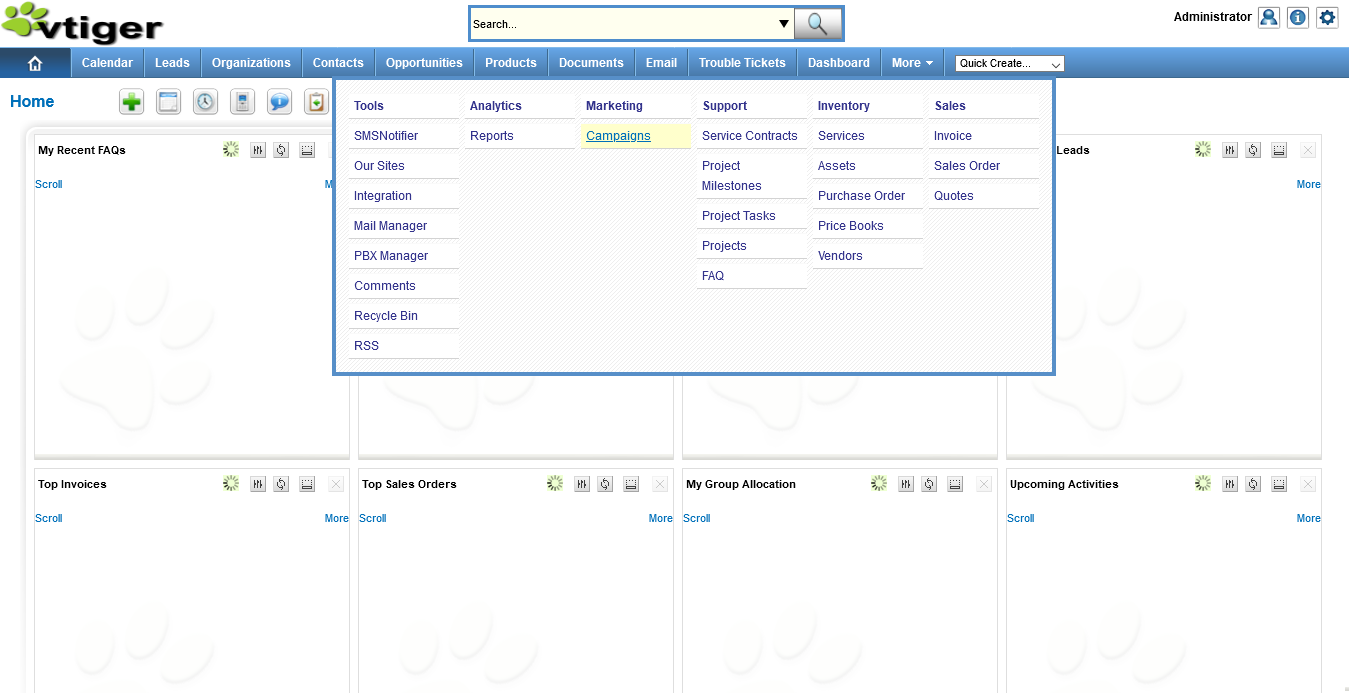 vtiger
Search...
Administrator
Calendar Leads Organizations Contacts Opportunities Products Documents Email Trouble Tickets Dashboard More Quick Create...
Home
Tools Analytics Marketing Support Inventory Sales
SMSNotifier Reports Campaigns Service Contracts Services Invoice
Our Sites Project Milestones Assets Sales Order
Integration Purchase Order Quotes
Mail Manager Project Tasks Price Books
PBX Manager Projects Vendors
Comments FAQ
Recycle Bin
RSS
My Recent FAQs Leads
Scroll More
Top Invoices Top Sales Orders My Group Allocation Upcoming Activities
Scroll More Scroll More Scroll Scroll More